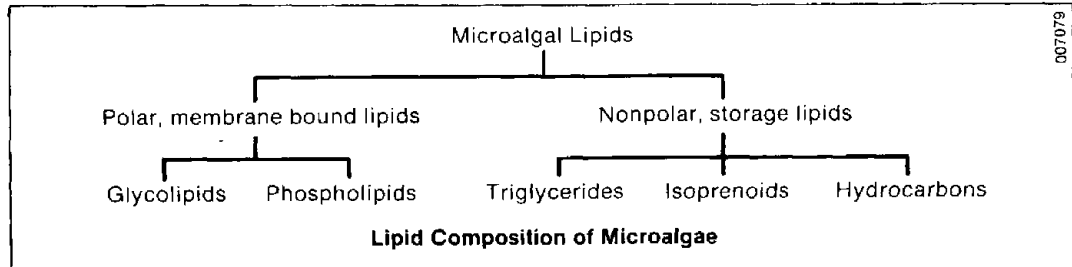 007079
Microalgal Lipids
Polar, membrane bound lipids Nonpolar, storage lipids
Glycolipids Phospholipids Triglycerides Isoprenoids Hydrocarbons
Lipid Composition of Microalgae